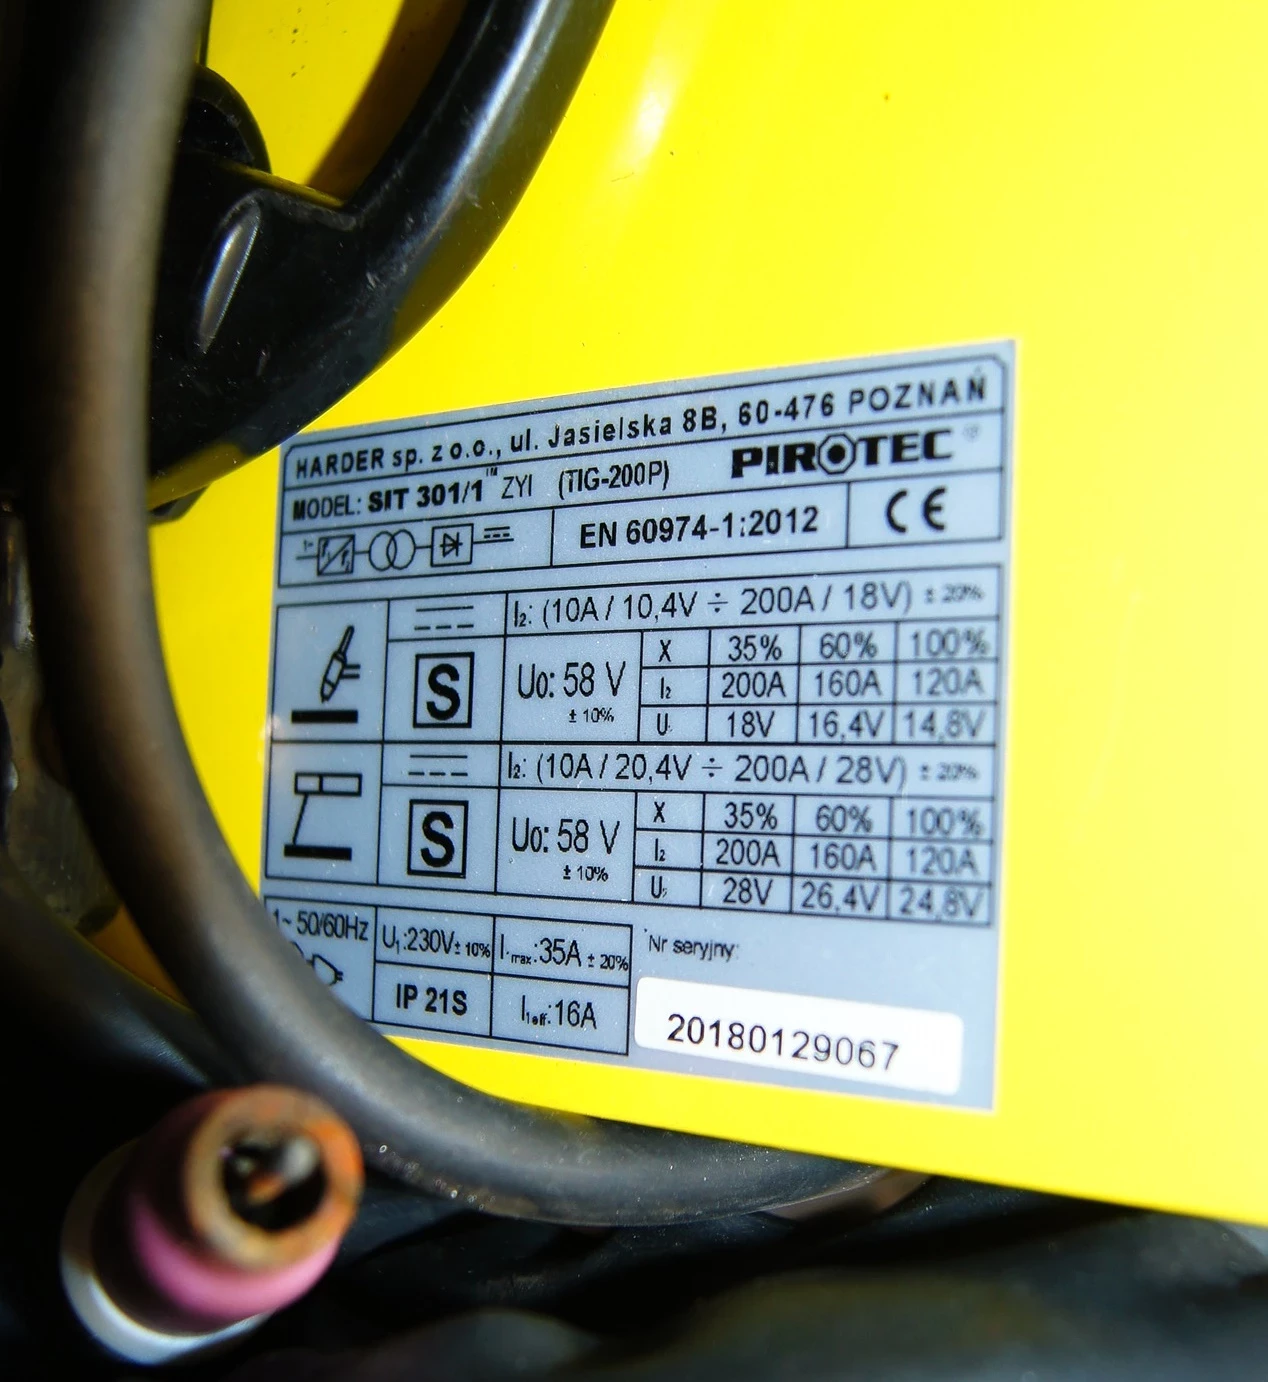 HARDER sp. z o.o., ul. Jasielska 8B, 60-476 POZNAŃ
MODEL: SIT 301/1™ ZYI (TIG-200P) PIROTEC®
1~ EN 60974-1:2012 CE
I₂: (10A / 10,4V ÷ 200A / 18V) ± 20%
S U₀: 58 V ± 10%
X 35% 60% 100%
I₂ 200A 160A 120A
U 18V 16,4V 14,8V
I₂: (10A / 20,4V ÷ 200A / 28V) ± 20%
S U₀: 58 V ± 10%
X 35% 60% 100%
I₂ 200A 160A 120A
U 28V 26,4V 24,8V
1~ 50/60Hz U₁:230V± 10% I₁max:35A ± 20% Nr seryjny:
IP 21S I₁eff:16A 20180129067